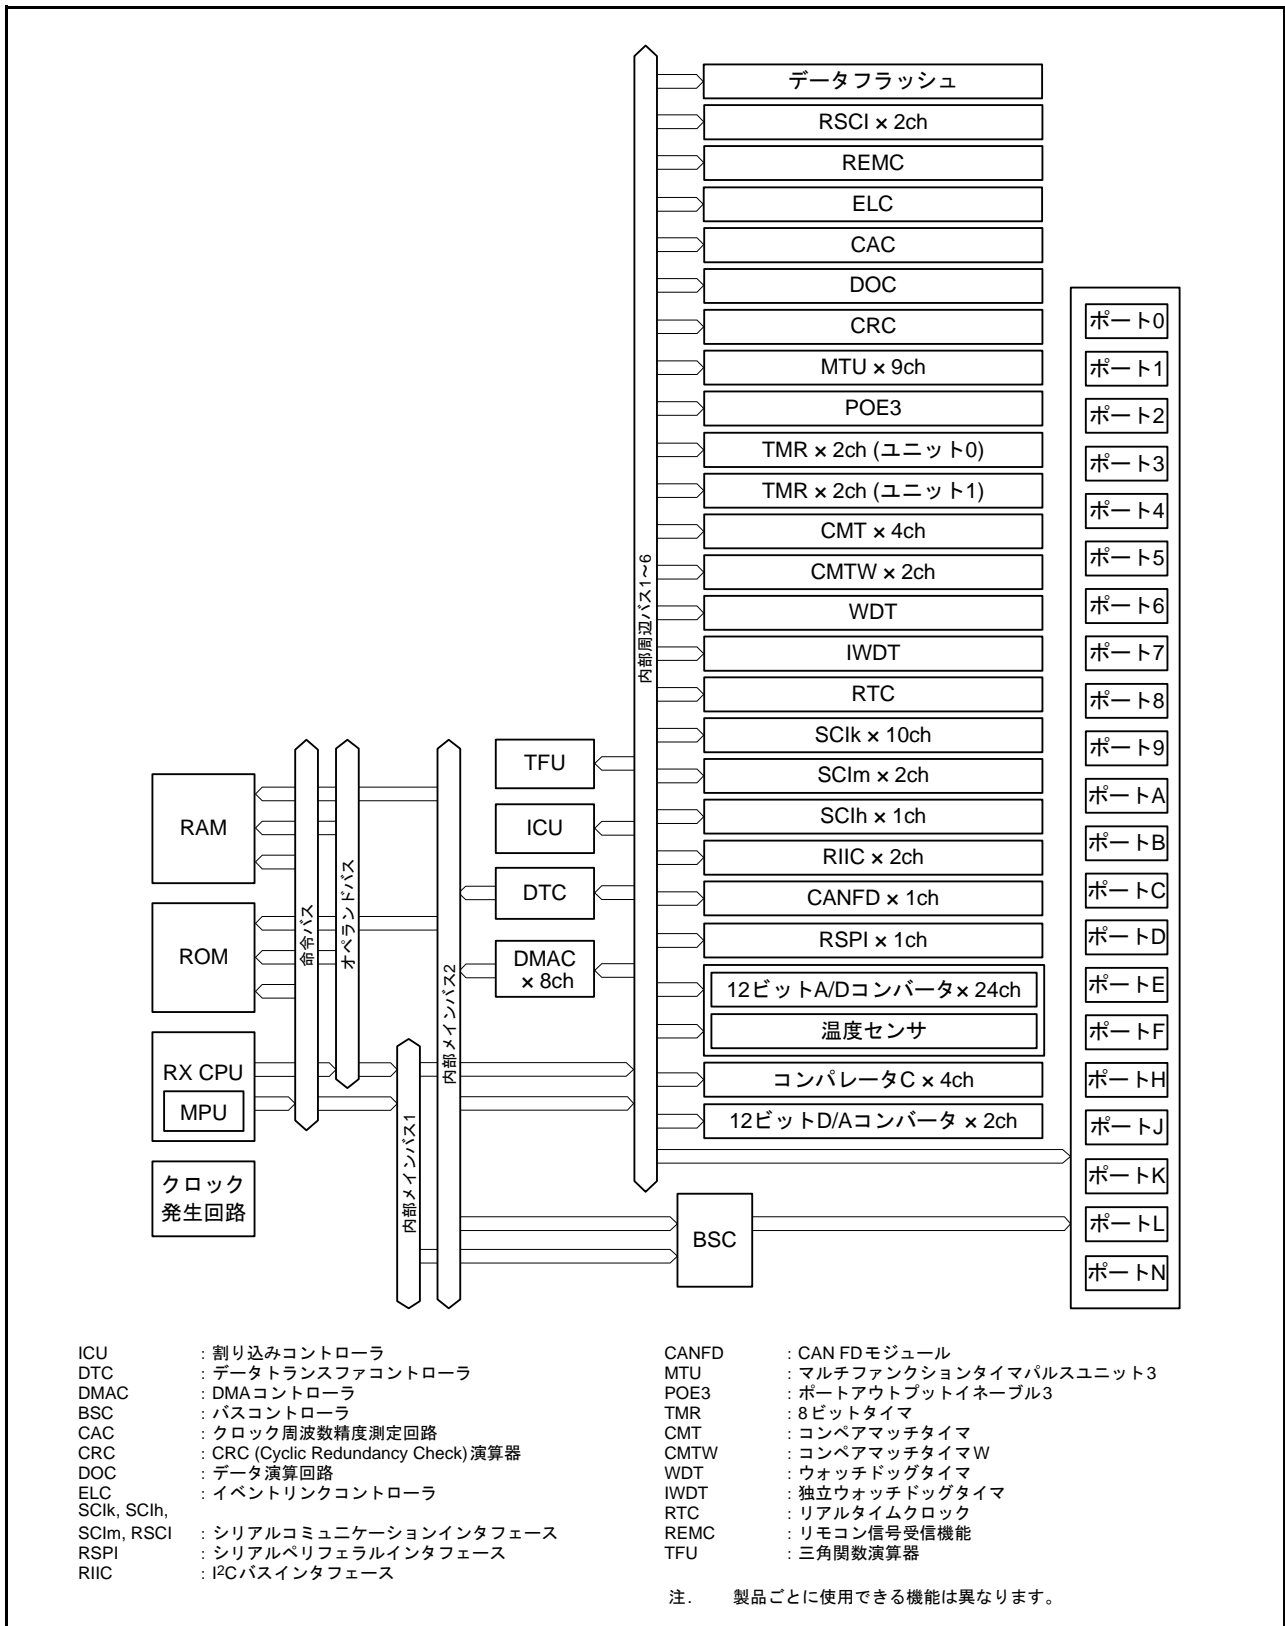 データフラッシュ
RSCI × 2ch
REMC
ELC
CAC
DOC
CRC
MTU × 9ch
POE3
TMR × 2ch (ユニット0)
TMR × 2ch (ユニット1)
CMT × 4ch
CMTW × 2ch
WDT
IWDT
RTC
SCIk × 10ch
SCIm × 2ch
SCIh × 1ch
RIIC × 2ch
CANFD × 1ch
RSPI × 1ch
12ビットA/Dコンバータ× 24ch
温度センサ
コンパレータC × 4ch
12ビットD/Aコンバータ × 2ch
ポート0
ポート1
ポート2
ポート3
ポート4
ポート5
ポート6
ポート7
ポート8
ポート9
ポートA
ポートB
ポートC
ポートD
ポートE
ポートF
ポートH
ポートJ
ポートK
ポートL
ポートN
内部周辺バス1~6
TFU
ICU
DTC
DMAC
× 8ch
RAM
ROM
RX CPU
MPU
クロック
発生回路
命令バス
オペランドバス
内部メインバス1
内部メインバス2
BSC
ICU : 割り込みコントローラ
DTC : データトランスファコントローラ
DMAC : DMAコントローラ
BSC : バスコントローラ
CAC : クロック周波数精度測定回路
CRC : CRC (Cyclic Redundancy Check) 演算器
DOC : データ演算回路
ELC : イベントリンクコントローラ
SCIk, SCIh,
SCIm, RSCI : シリアルコミュニケーションインタフェース
RSPI : シリアルペリフェラルインタフェース
RIIC : I2Cバスインタフェース
CANFD : CAN FDモジュール
MTU : マルチファンクションタイマパルスユニット3
POE3 : ポートアウトプットイネーブル3
TMR : 8ビットタイマ
CMT : コンペアマッチタイマ
CMTW : コンペアマッチタイマW
WDT : ウォッチドッグタイマ
IWDT : 独立ウォッチドッグタイマ
RTC : リアルタイムクロック
REMC : リモコン信号受信機能
TFU : 三角関数演算器
注. 製品ごとに使用できる機能は異なります。